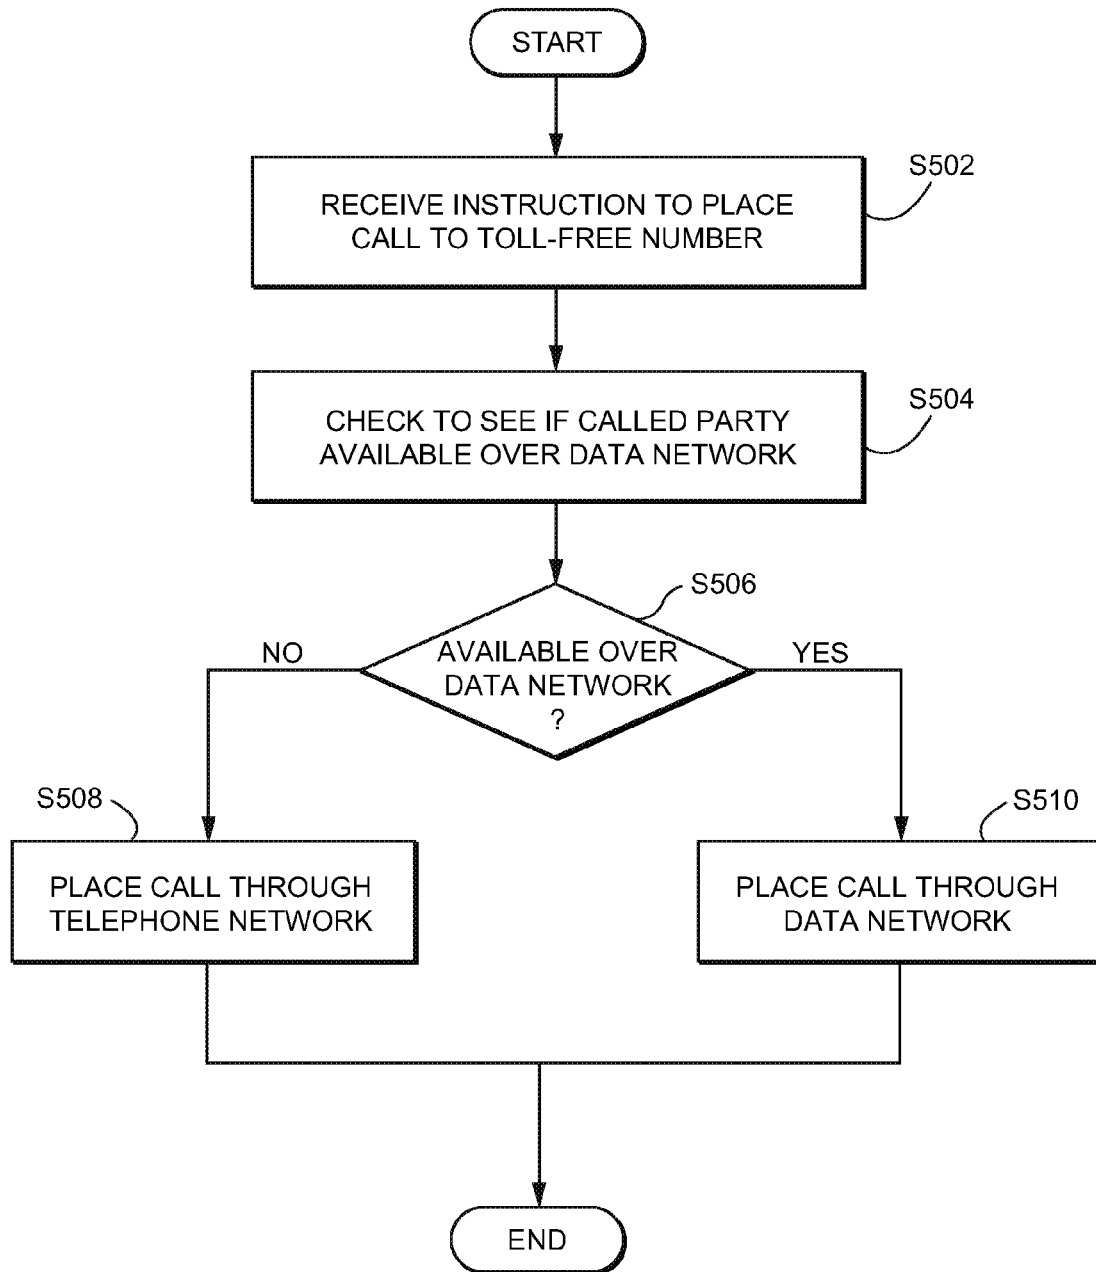 START
S502
RECEIVE INSTRUCTION TO PLACE
CALL TO TOLL-FREE NUMBER
S504
CHECK TO SEE IF CALLED PARTY
AVAILABLE OVER DATA NETWORK
S506
NO
AVAILABLE OVER
DATA NETWORK
?
YES
S508
PLACE CALL THROUGH
TELEPHONE NETWORK
S510
PLACE CALL THROUGH
DATA NETWORK
END